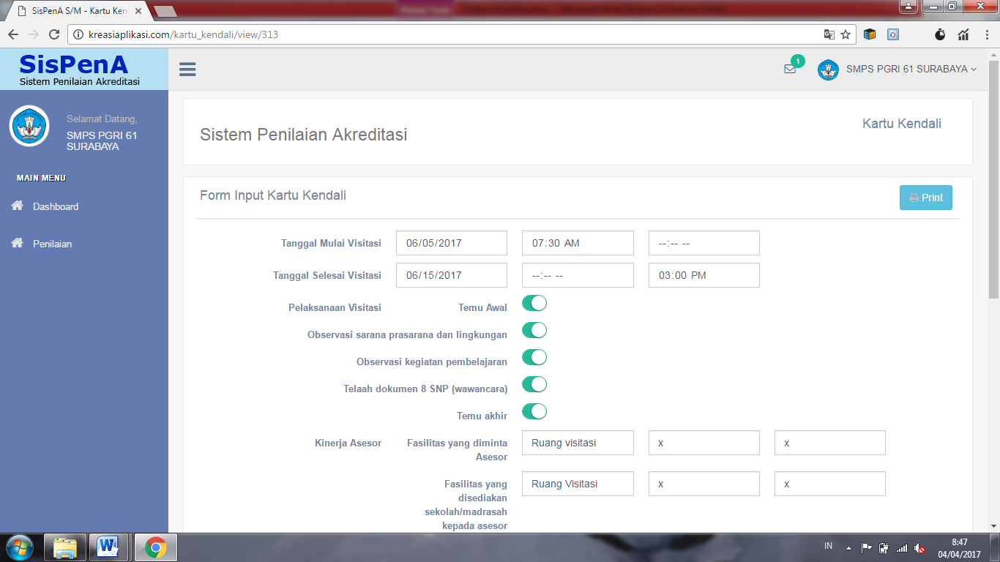 SisPenA S/M - Kartu Ken
kreasiaplikasi.com/kartu_kendali/view/313
SisPenA
Sistem Penilaian Akreditasi
1
SMPS PGRI 61 SURABAYA
Selamat Datang,
SMPS PGRI 61
SURABAYA
MAIN MENU
Dashboard
Penilaian
Sistem Penilaian Akreditasi
Kartu Kendali
Form Input Kartu Kendali
Print
Tanggal Mulai Visitasi 06/05/2017 07:30 AM --:-- --
Tanggal Selesai Visitasi 06/15/2017 --:-- -- 03:00 PM
Pelaksanaan Visitasi Temu Awal
Observasi sarana prasarana dan lingkungan
Observasi kegiatan pembelajaran
Telaah dokumen 8 SNP (wawancara)
Temu akhir
Kinerja Asesor Fasilitas yang diminta Ruang visitasi x x
Asesor
Fasilitas yang Ruang Visitasi x x
disediakan
sekolah/madrasah
kepada asesor
IN
8:47
04/04/2017